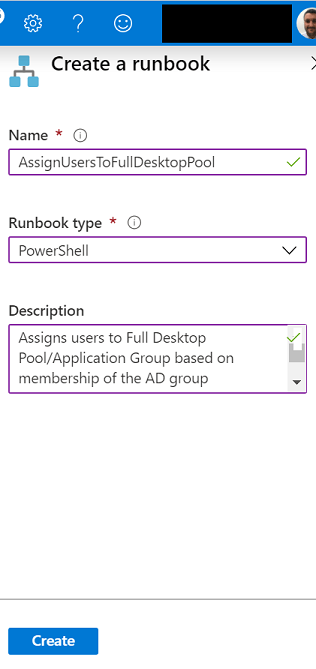 Create a runbook
Name *
AssignUsersToFullDesktopPool
Runbook type *
PowerShell
Description
Assigns users to Full Desktop
Pool/Application Group based on
membership of the AD group
Create